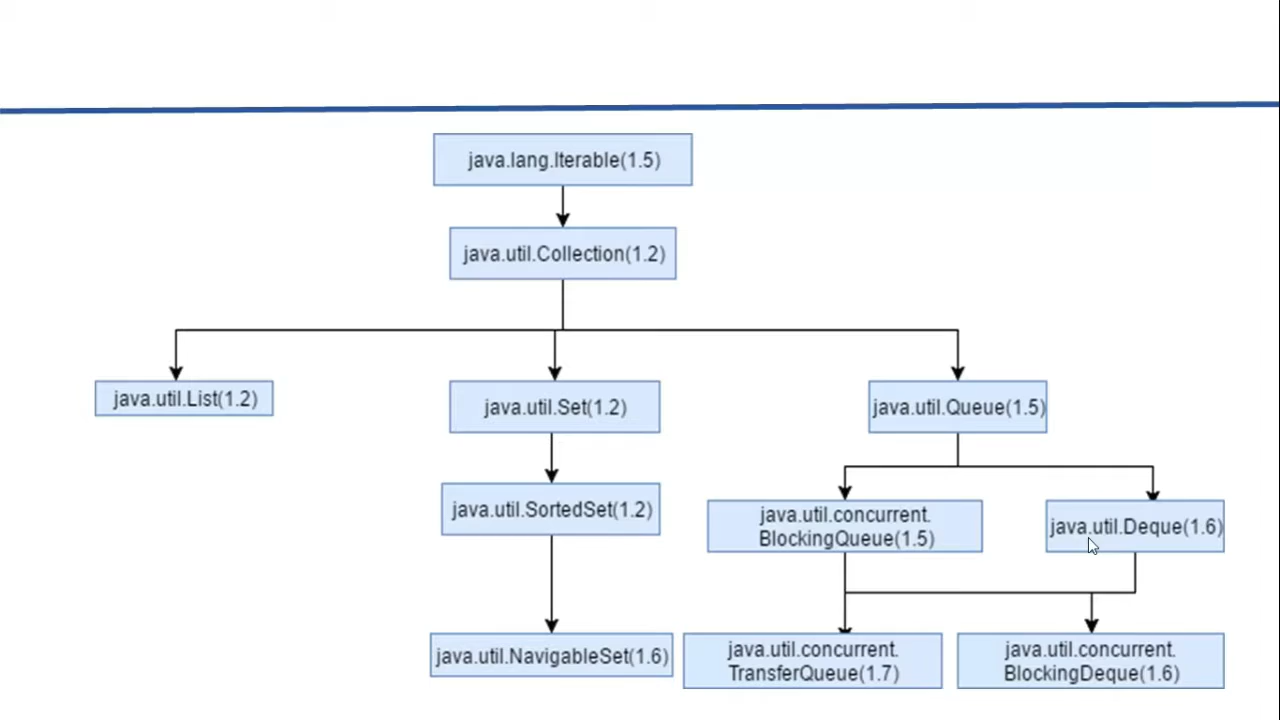 java.lang.Iterable(1.5)
java.util.Collection(1.2)
java.util.List(1.2)
java.util.Set(1.2)
java.util.Queue(1.5)
java.util.SortedSet(1.2)
java.util.concurrent.
BlockingQueue(1.5)
java.util.Deque(1.6)
java.util.NavigableSet(1.6)
java.util.concurrent.
TransferQueue(1.7)
java.util.concurrent.
BlockingDeque(1.6)